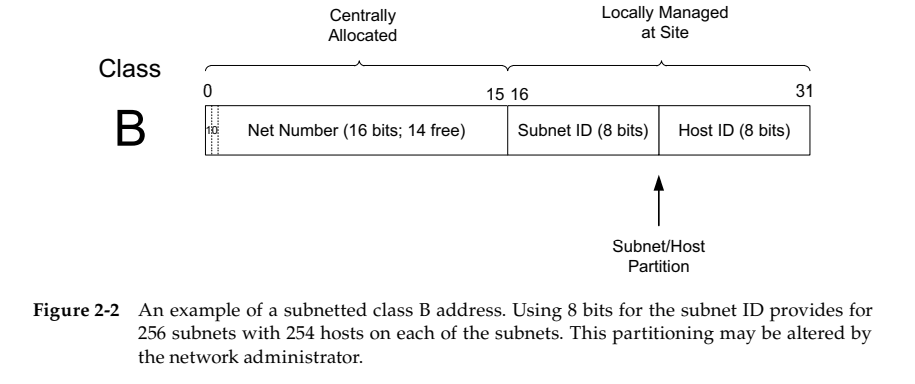 Centrally
Allocated
Locally Managed
at Site
Class
0
15 16
31
B
10
Net Number (16 bits; 14 free)
Subnet ID (8 bits)
Host ID (8 bits)
Subnet/Host
Partition
Figure 2-2 An example of a subnetted class B address. Using 8 bits for the subnet ID provides for
256 subnets with 254 hosts on each of the subnets. This partitioning may be altered by
the network administrator.